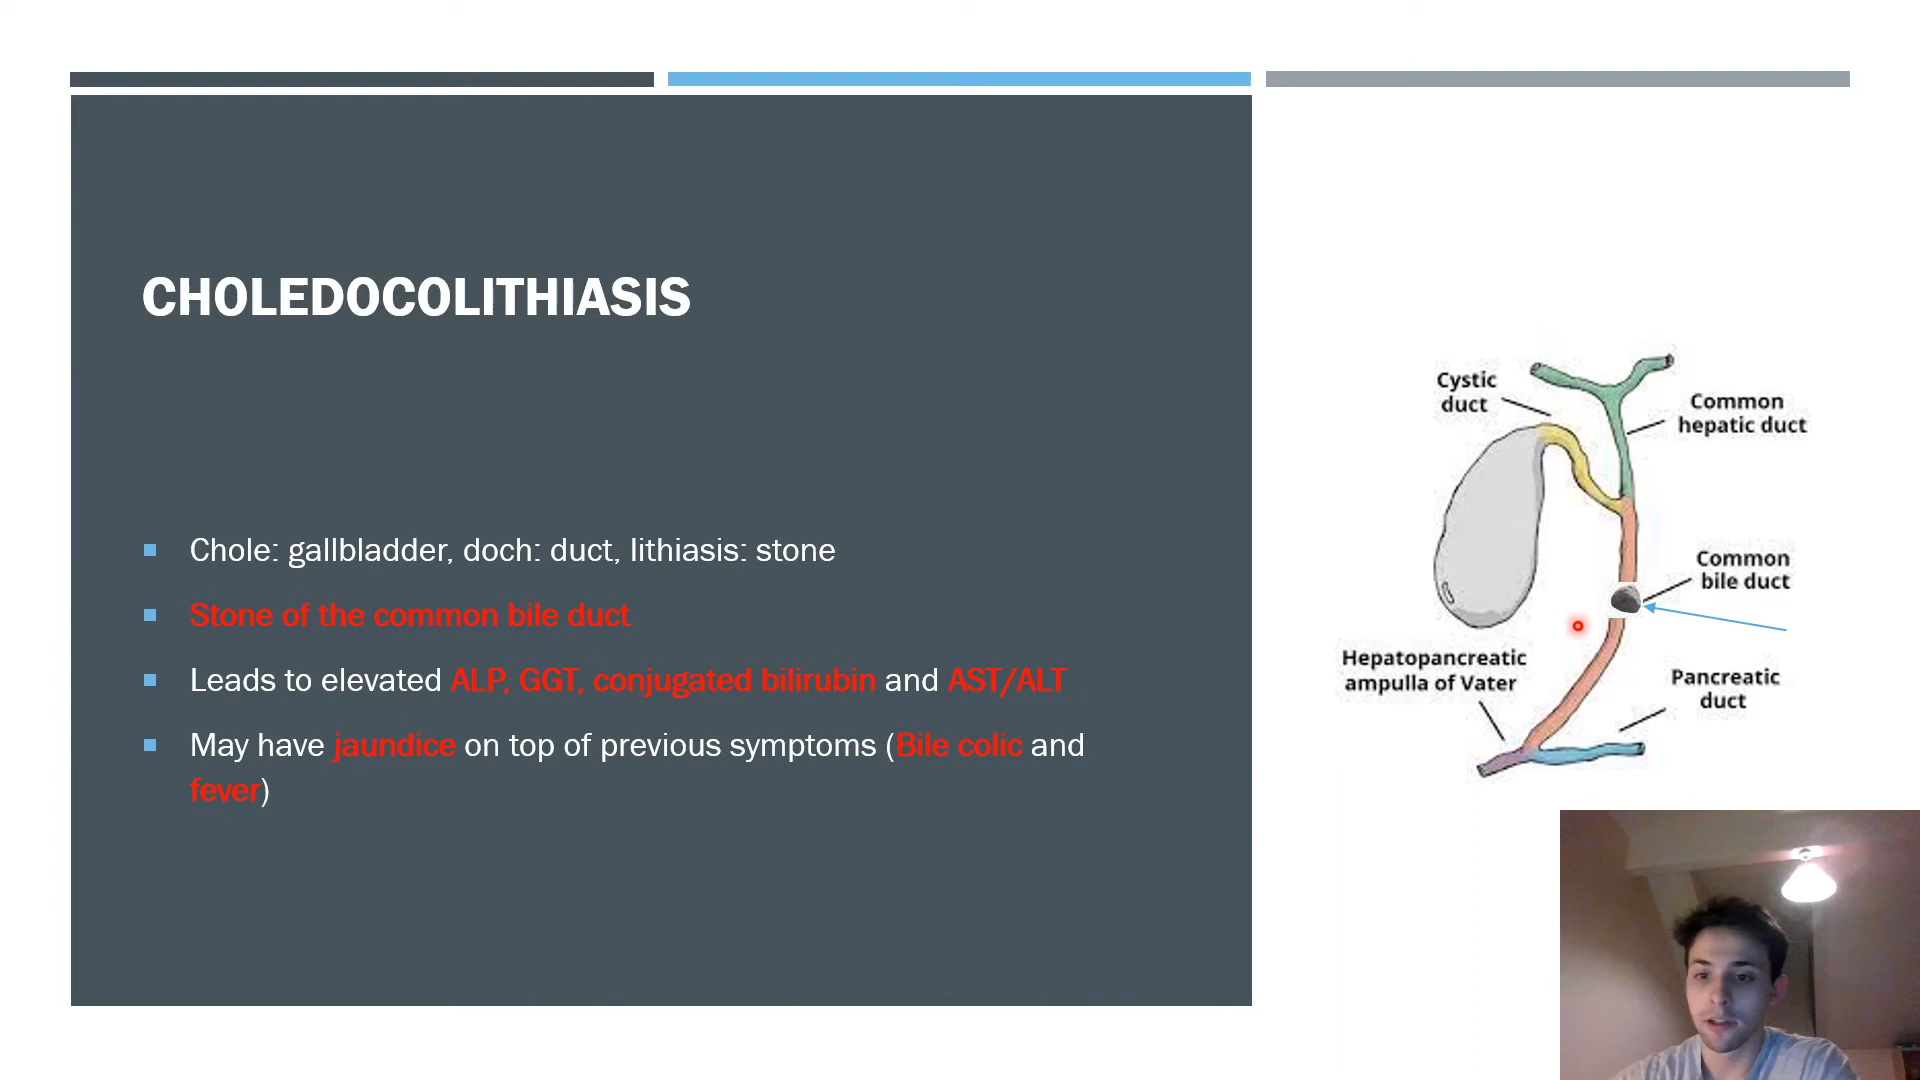 CHOLEDOCOLITHIASIS
Chole: gallbladder, doch: duct, lithiasis: stone
Stone of the common bile duct
Leads to elevated ALP, GGT, conjugated bilirubin and AST/ALT
May have jaundice on top of previous symptoms (Bile colic and
fever)
Cystic
duct
Common
hepatic duct
Common
bile duct
Hepatopancreatic
ampulla of Vater
Pancreatic
duct